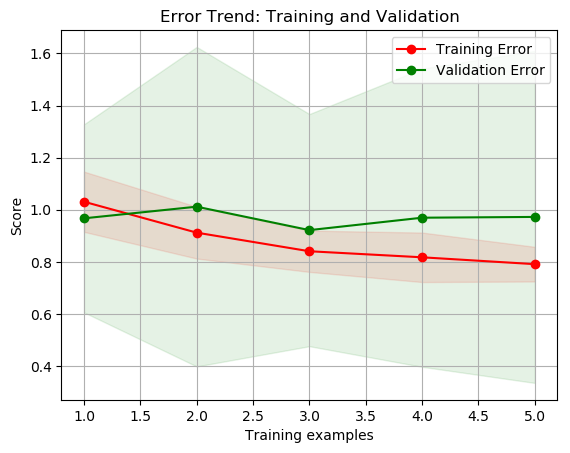 Error Trend: Training and Validation
Training Error
Validation Error
Score
1.6
1.4
1.2
1.0
0.8
0.6
0.4
1.0 1.5 2.0 2.5 3.0 3.5 4.0 4.5 5.0
Training examples